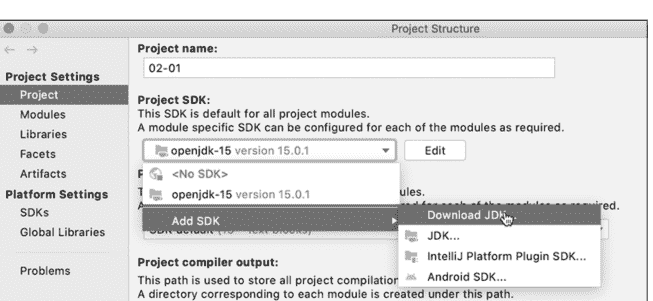 Project Structure
Project name:
Project Settings
02-01
Project
Project SDK:
Modules
This SDK is default for all project modules.
Libraries
A module specific SDK can be configured for each of the modules as required.
Facets
openjdk-15 version 15.0.1
Edit
Artifacts
<No SDK>
Platform Settings
openjdk-15 version 15.0.1
SDKs
Add SDK
Download JDK...
Global Libraries
JDK...
IntelliJ Platform Plugin SDK...
Android SDK...
Problems
Project compiler output:
This path is used to store all project compilation
A directory corresponding to each module is created under this path.